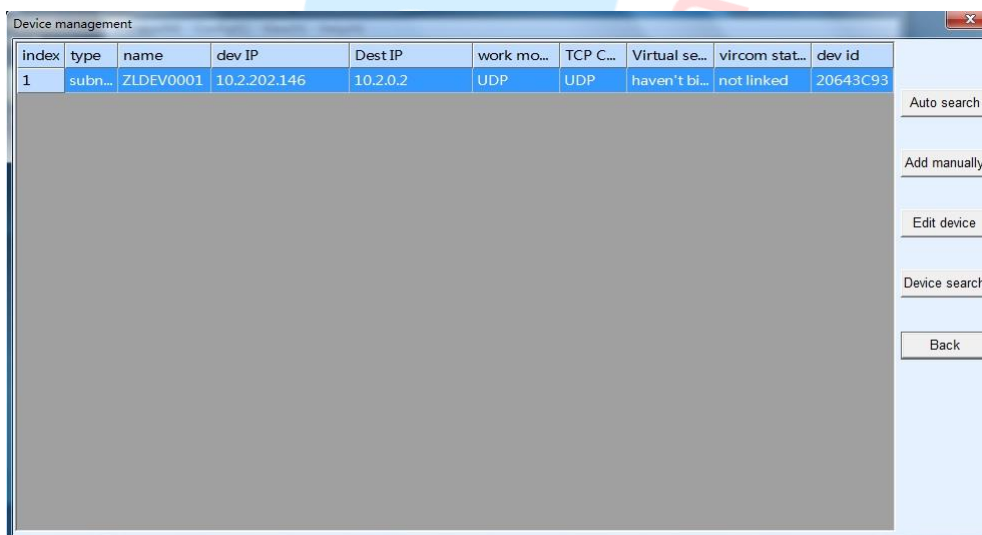 Device management
index type name dev IP Dest IP work mo... TCP C... Virtual se... vircom stat... dev id
1 subn... ZLDEV0001 10.2.202.146 10.2.0.2 UDP UDP haven't bi... not linked 20643C93
Auto search
Add manually
Edit device
Device search
Back